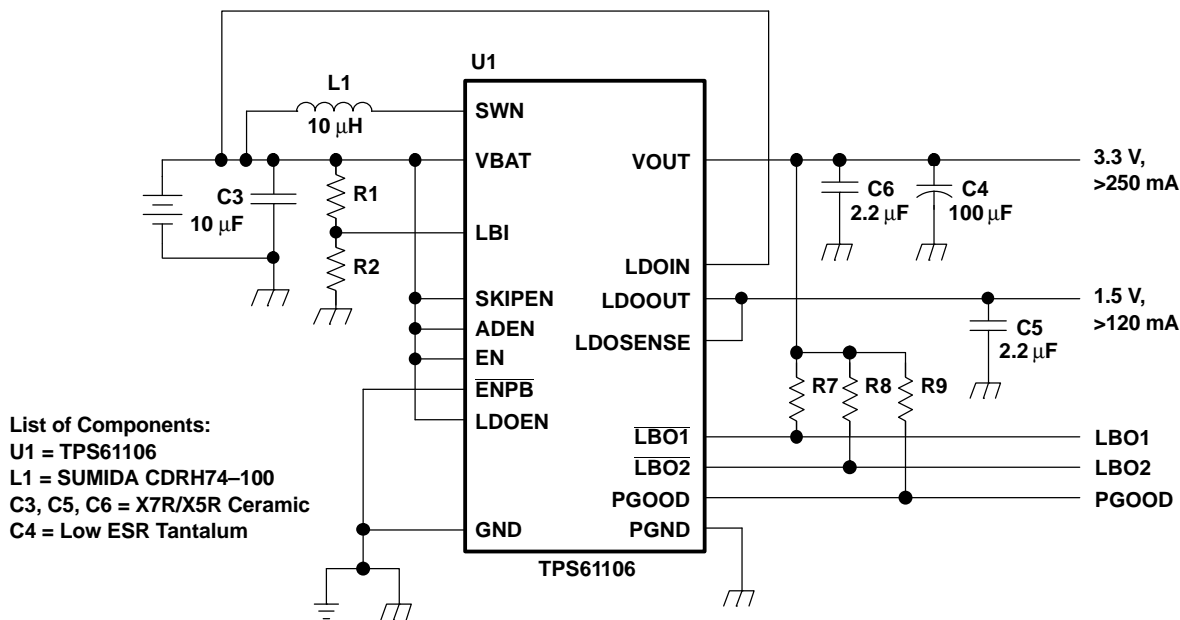 U1
L1
10 μH
SWN
VBAT
VOUT
3.3 V,
>250 mA
C3
10 μF
R1
C6
2.2 μF
C4
100 μF
LBI
R2
LDOIN
SKIPEN
LDOOUT
1.5 V,
>120 mA
ADEN
LDOSENSE
C5
2.2 μF
EN
ENPB
R7
R8
R9
LDOEN
List of Components:
U1 = TPS61106
L1 = SUMIDA CDRH74–100
C3, C5, C6 = X7R/X5R Ceramic
C4 = Low ESR Tantalum
LBO1
LBO1
LBO2
LBO2
PGOOD
PGOOD
GND
PGND
TPS61106